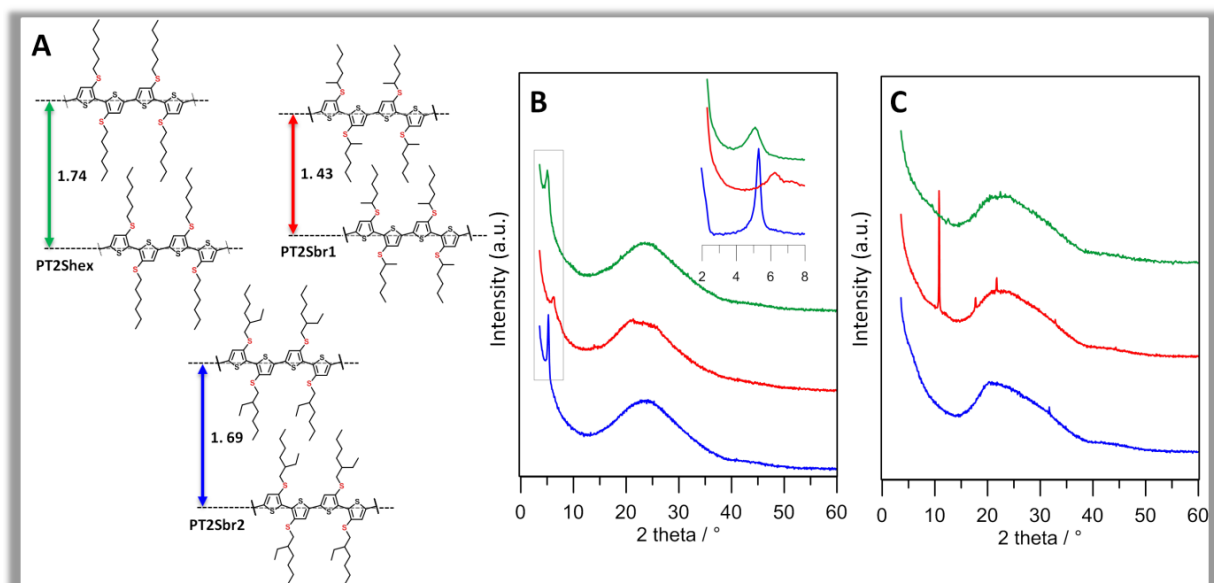 A
S S S S S S S S
1.74
S S S S S S S S
PT2Shex
S S S S S S S S
1. 43
S S S S S S S S
PT2Sbr1
S S S S S S S S
1. 69
S S S S S S S S
PT2Sbr2
B
Intensity (a.u.)
2 4 6 8
0 10 20 30 40 50 60
2 theta / °
C
Intensity (a.u.)
0 10 20 30 40 50 60
2 theta / °